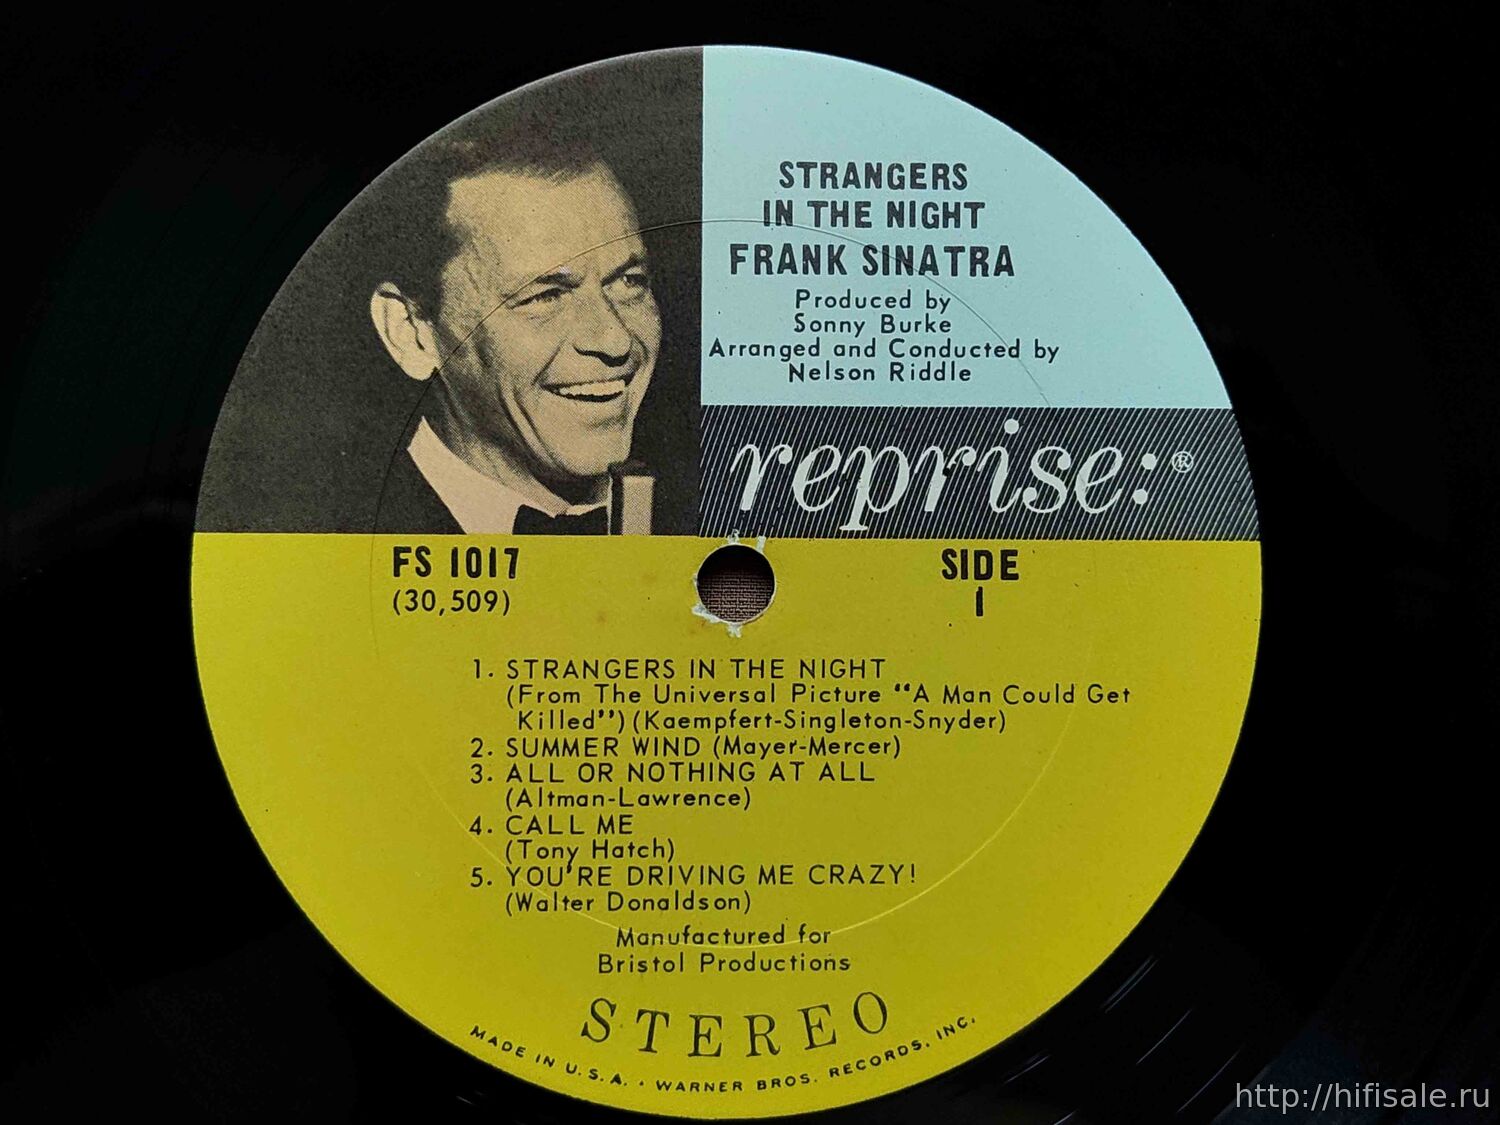 STRANGERS
IN THE NIGHT
FRANK SINATRA
Produced by
Sonny Burke
Arranged and Conducted by
Nelson Riddle
reprise:®
FS 1017
(30,509)
SIDE
1
1. STRANGERS IN THE NIGHT
(From The Universal Picture "A Man Could Get
Killed") (Kaempfert-Singleton-Snyder)
2. SUMMER WIND (Mayer-Mercer)
3. ALL OR NOTHING AT ALL
(Altman-Lawrence)
4. CALL ME
(Tony Hatch)
5. YOU'RE DRIVING ME CRAZY!
(Walter Donaldson)
Manufactured for
Bristol Productions
STEREO
MADE IN U.S.A. • WARNER BROS. RECORDS, INC.
http://hifisale.ru